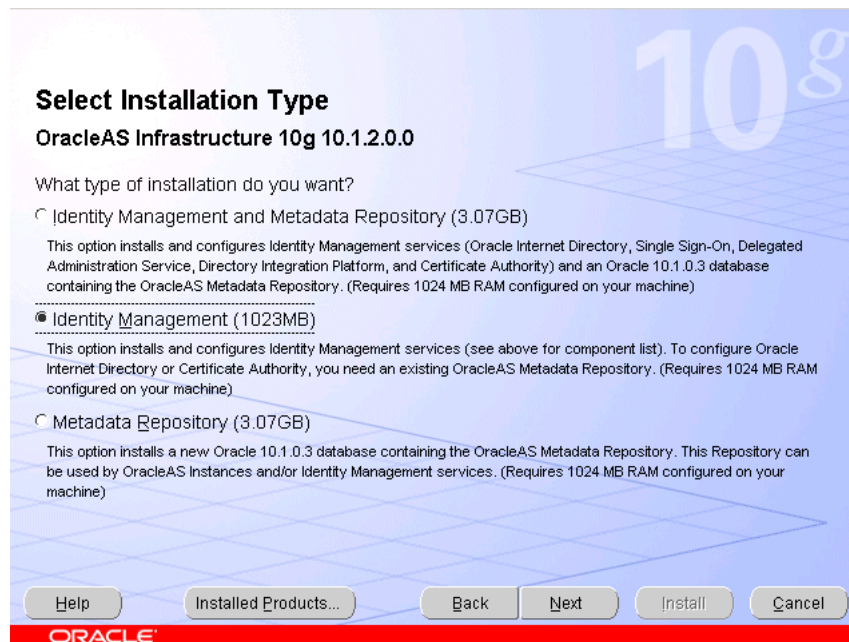 10g
Select Installation Type
OracleAS Infrastructure 10g 10.1.2.0.0
What type of installation do you want?
Identity Management and Metadata Repository (3.07GB)
This option installs and configures Identity Management services (Oracle Internet Directory, Single Sign-On, Delegated
Administration Service, Directory Integration Platform, and Certificate Authority) and an Oracle 10.1.0.3 database
containing the OracleAS Metadata Repository. (Requires 1024 MB RAM configured on your machine)
Identity Management (1023MB)
This option installs and configures Identity Management services (see above for component list). To configure Oracle
Internet Directory or Certificate Authority, you need an existing OracleAS Metadata Repository. (Requires 1024 MB RAM
configured on your machine)
Metadata Repository (3.07GB)
This option installs a new Oracle 10.1.0.3 database containing the OracleAS Metadata Repository. This Repository can
be used by OracleAS Instances and/or Identity Management services. (Requires 1024 MB RAM configured on your
machine)
Help Installed Products... Back Next Install Cancel
ORACLE